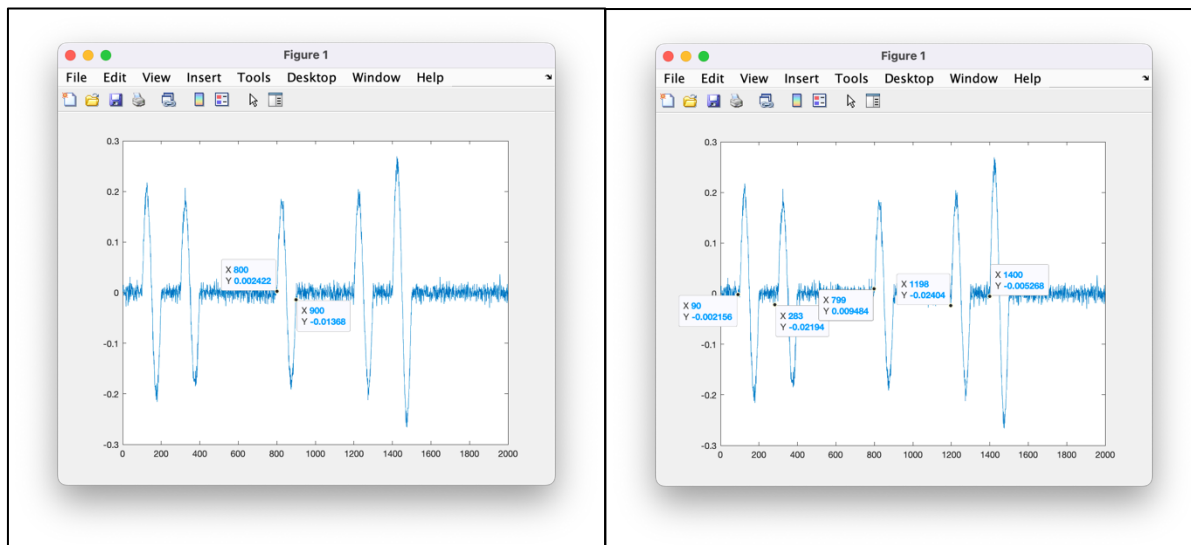 Figure 1
File Edit View Insert Tools Desktop Window Help
0.3
0.2
0.1
0
-0.1
-0.2
-0.3
X 800
Y 0.002422
X 900
Y -0.01368
0 200 400 600 800 1000 1200 1400 1600 1800 2000
Figure 1
File Edit View Insert Tools Desktop Window Help
0.3
0.2
0.1
0
-0.1
-0.2
-0.3
X 90
Y -0.002156
X 283
Y -0.02194
X 799
Y 0.009484
X 1198
Y -0.02404
X 1400
Y -0.005268
0 200 400 600 800 1000 1200 1400 1600 1800 2000